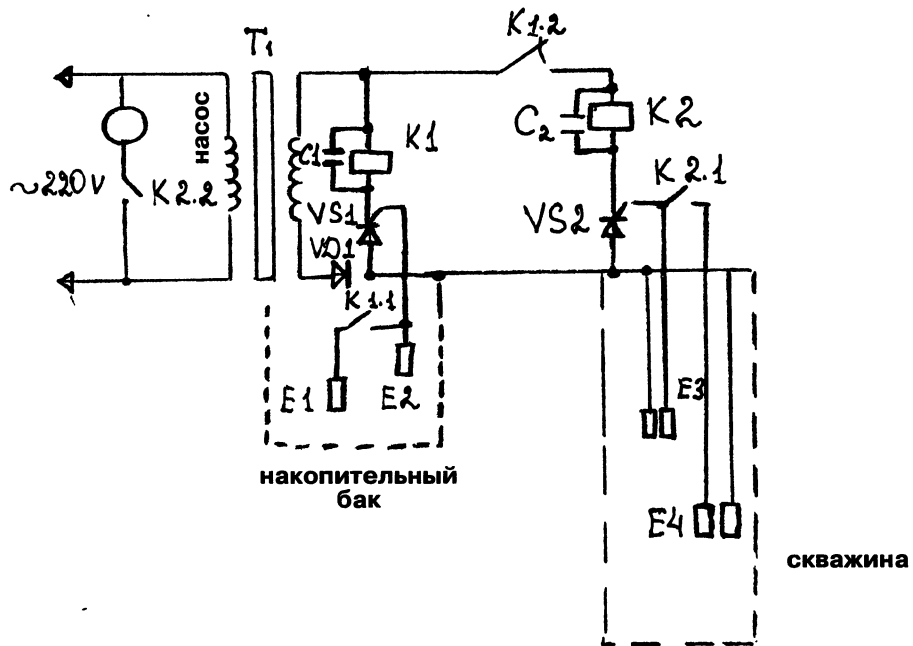 T1
K1.2
насос
C1
K1
C2
K2
~220V
K2.2
K2.1
VS1
VS2
VD1
K1.1
E1
E2
E3
накопительный
бак
E4
скважина